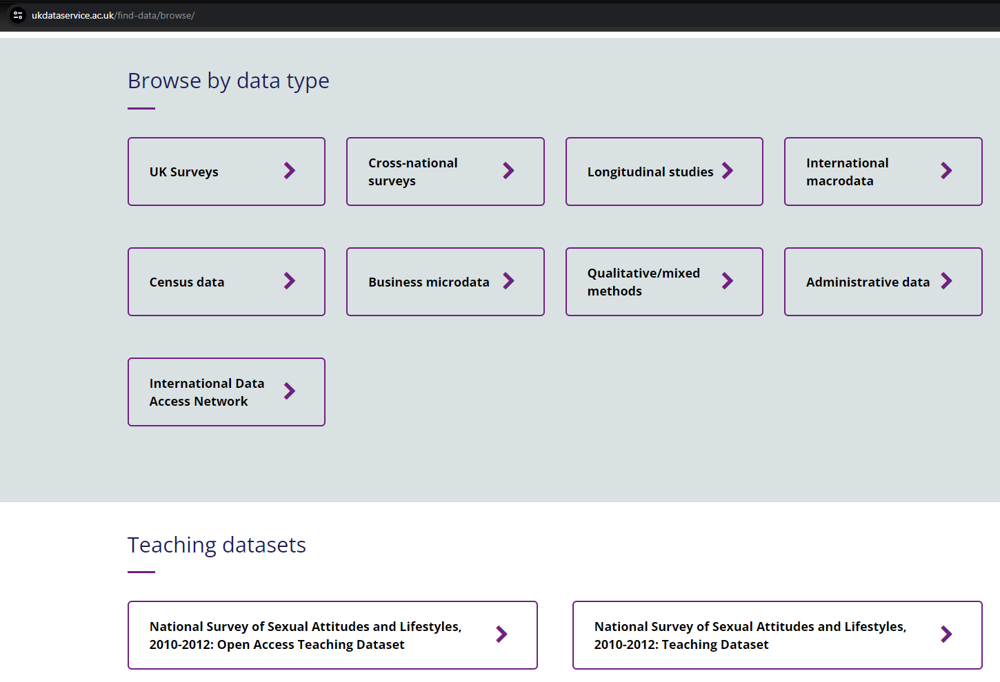 ukdataservice.ac.uk/find-data/browse/
Browse by data type
UK Surveys
Cross-national
surveys
Longitudinal studies
International
macrodata
Census data
Business microdata
Qualitative/mixed
methods
Administrative data
International Data
Access Network
Teaching datasets
National Survey of Sexual Attitudes and Lifestyles,
2010-2012: Open Access Teaching Dataset
National Survey of Sexual Attitudes and Lifestyles,
2010-2012: Teaching Dataset